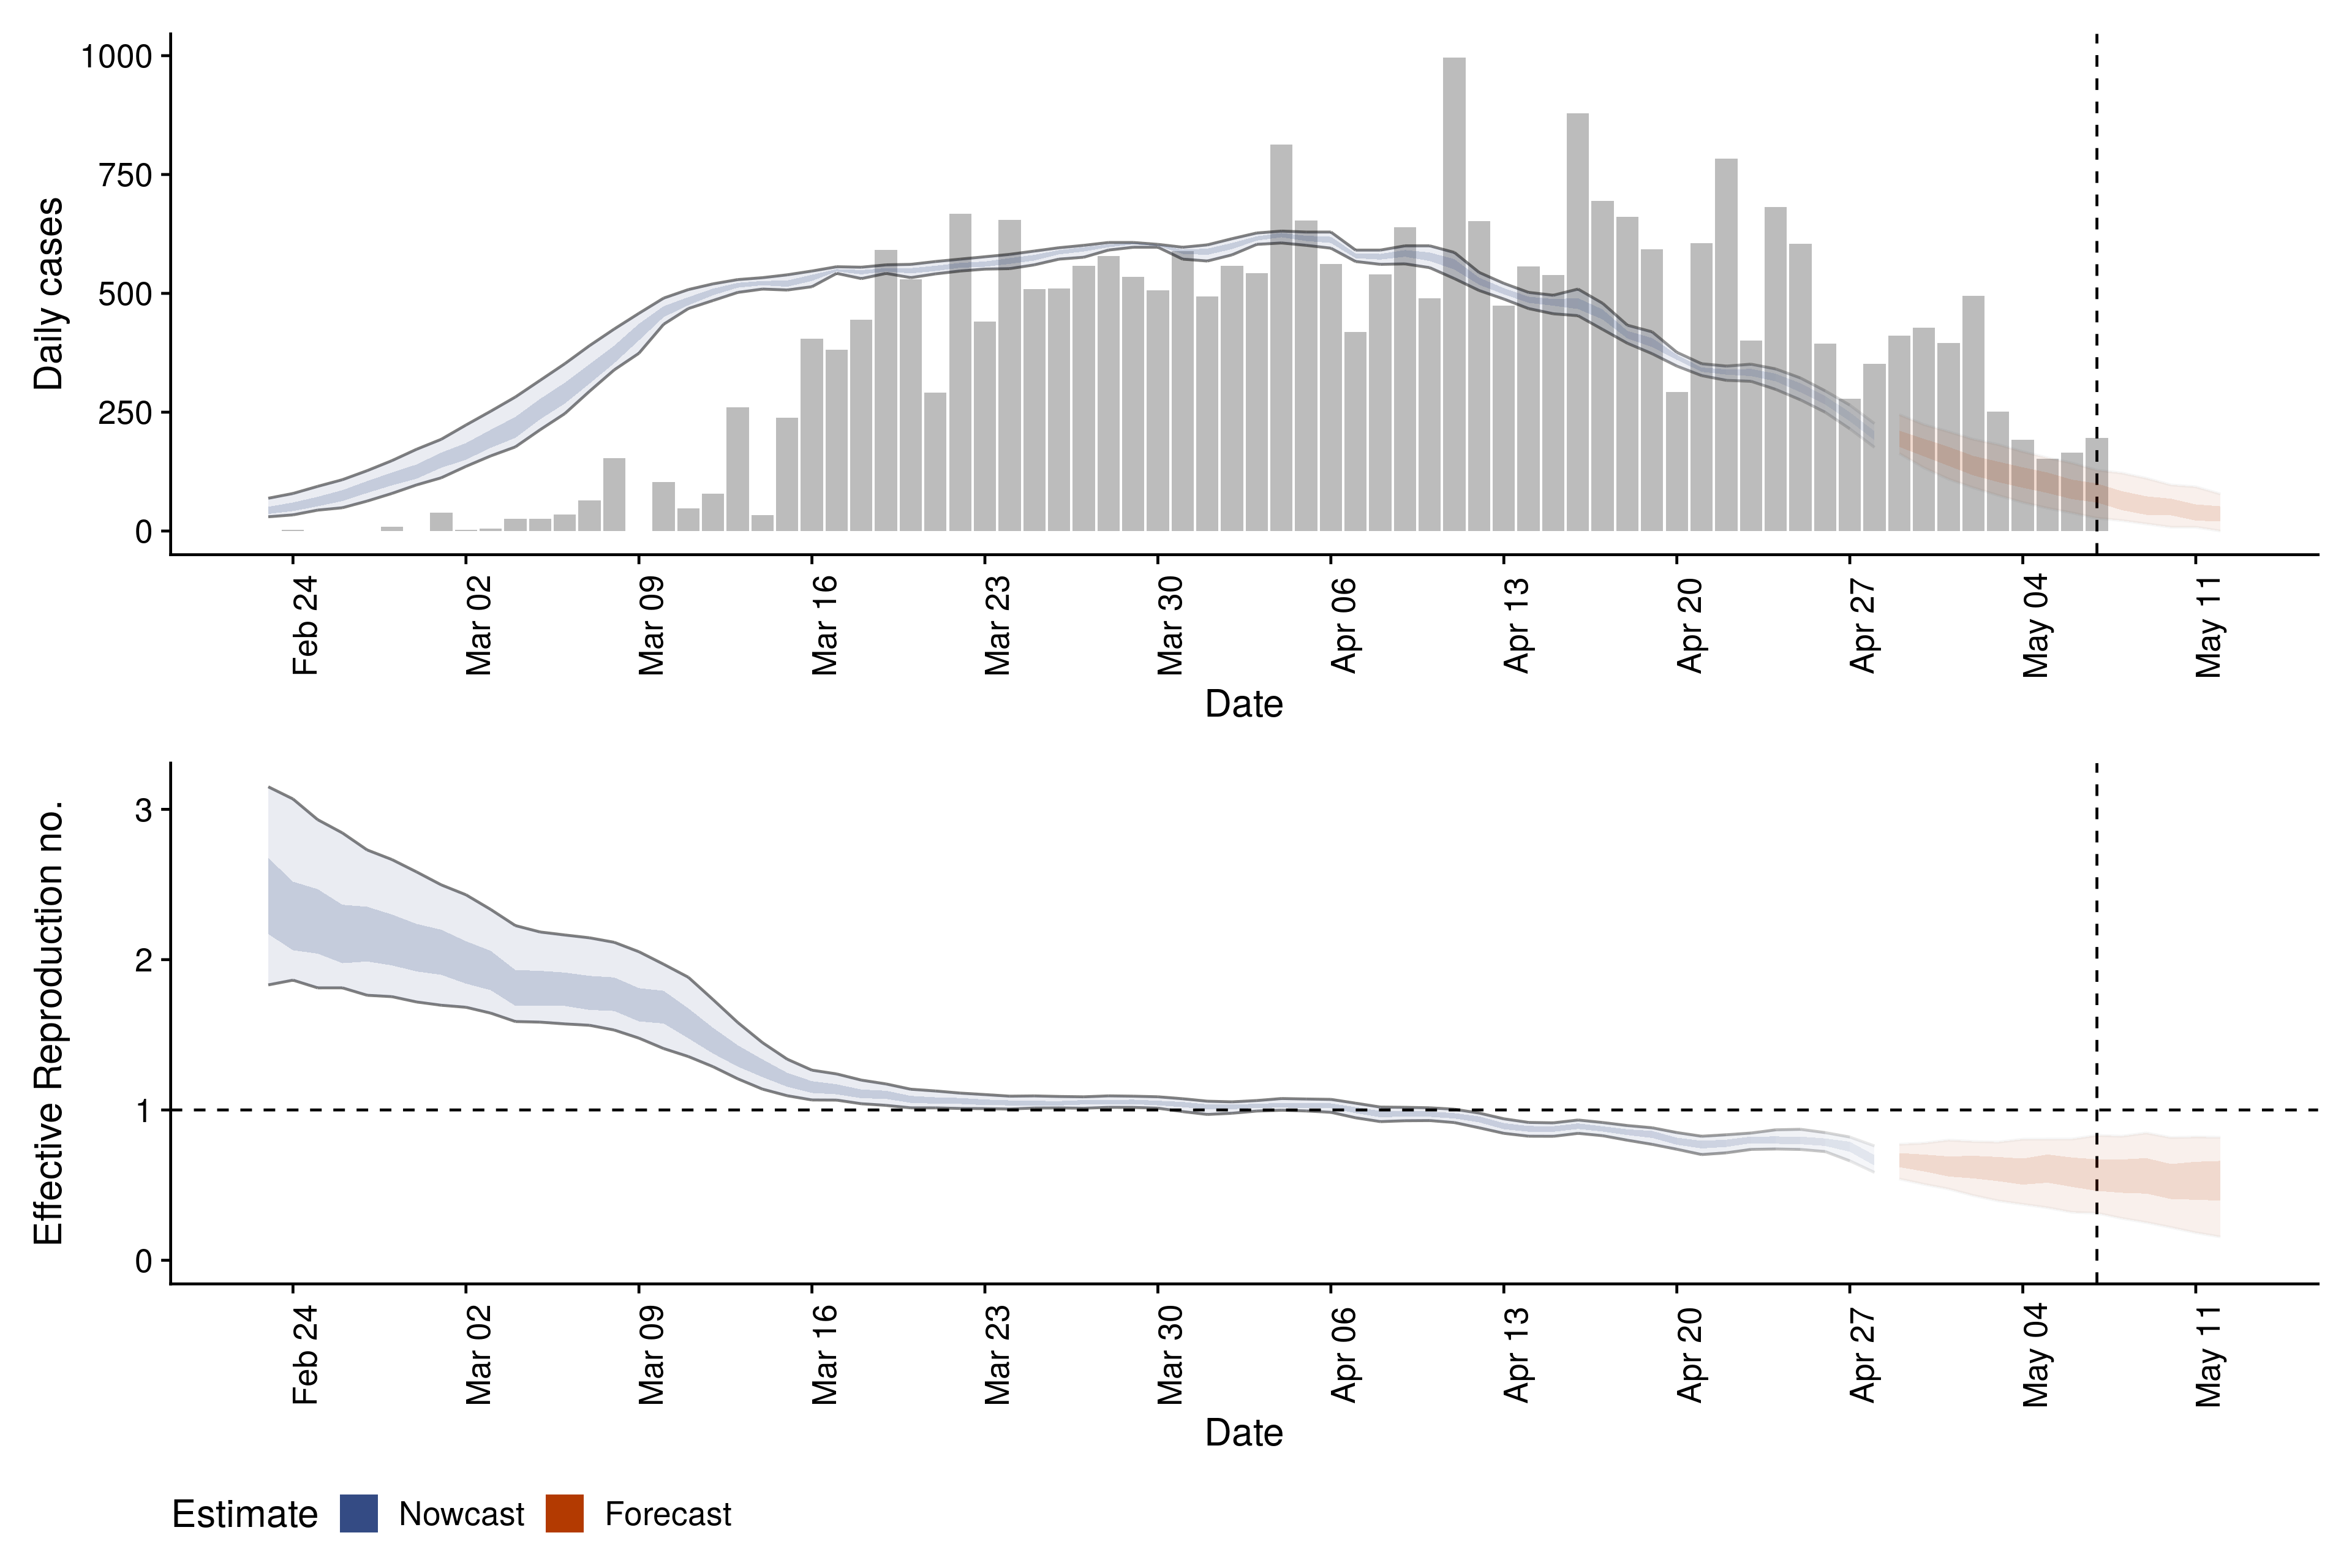 Daily cases
1000
750
500
250
0
Feb 24
Mar 02
Mar 09
Mar 16
Mar 23
Mar 30
Apr 06
Apr 13
Apr 20
Apr 27
May 04
May 11
Date
Effective Reproduction no.
3
2
1
0
Feb 24
Mar 02
Mar 09
Mar 16
Mar 23
Mar 30
Apr 06
Apr 13
Apr 20
Apr 27
May 04
May 11
Date
Estimate Nowcast Forecast